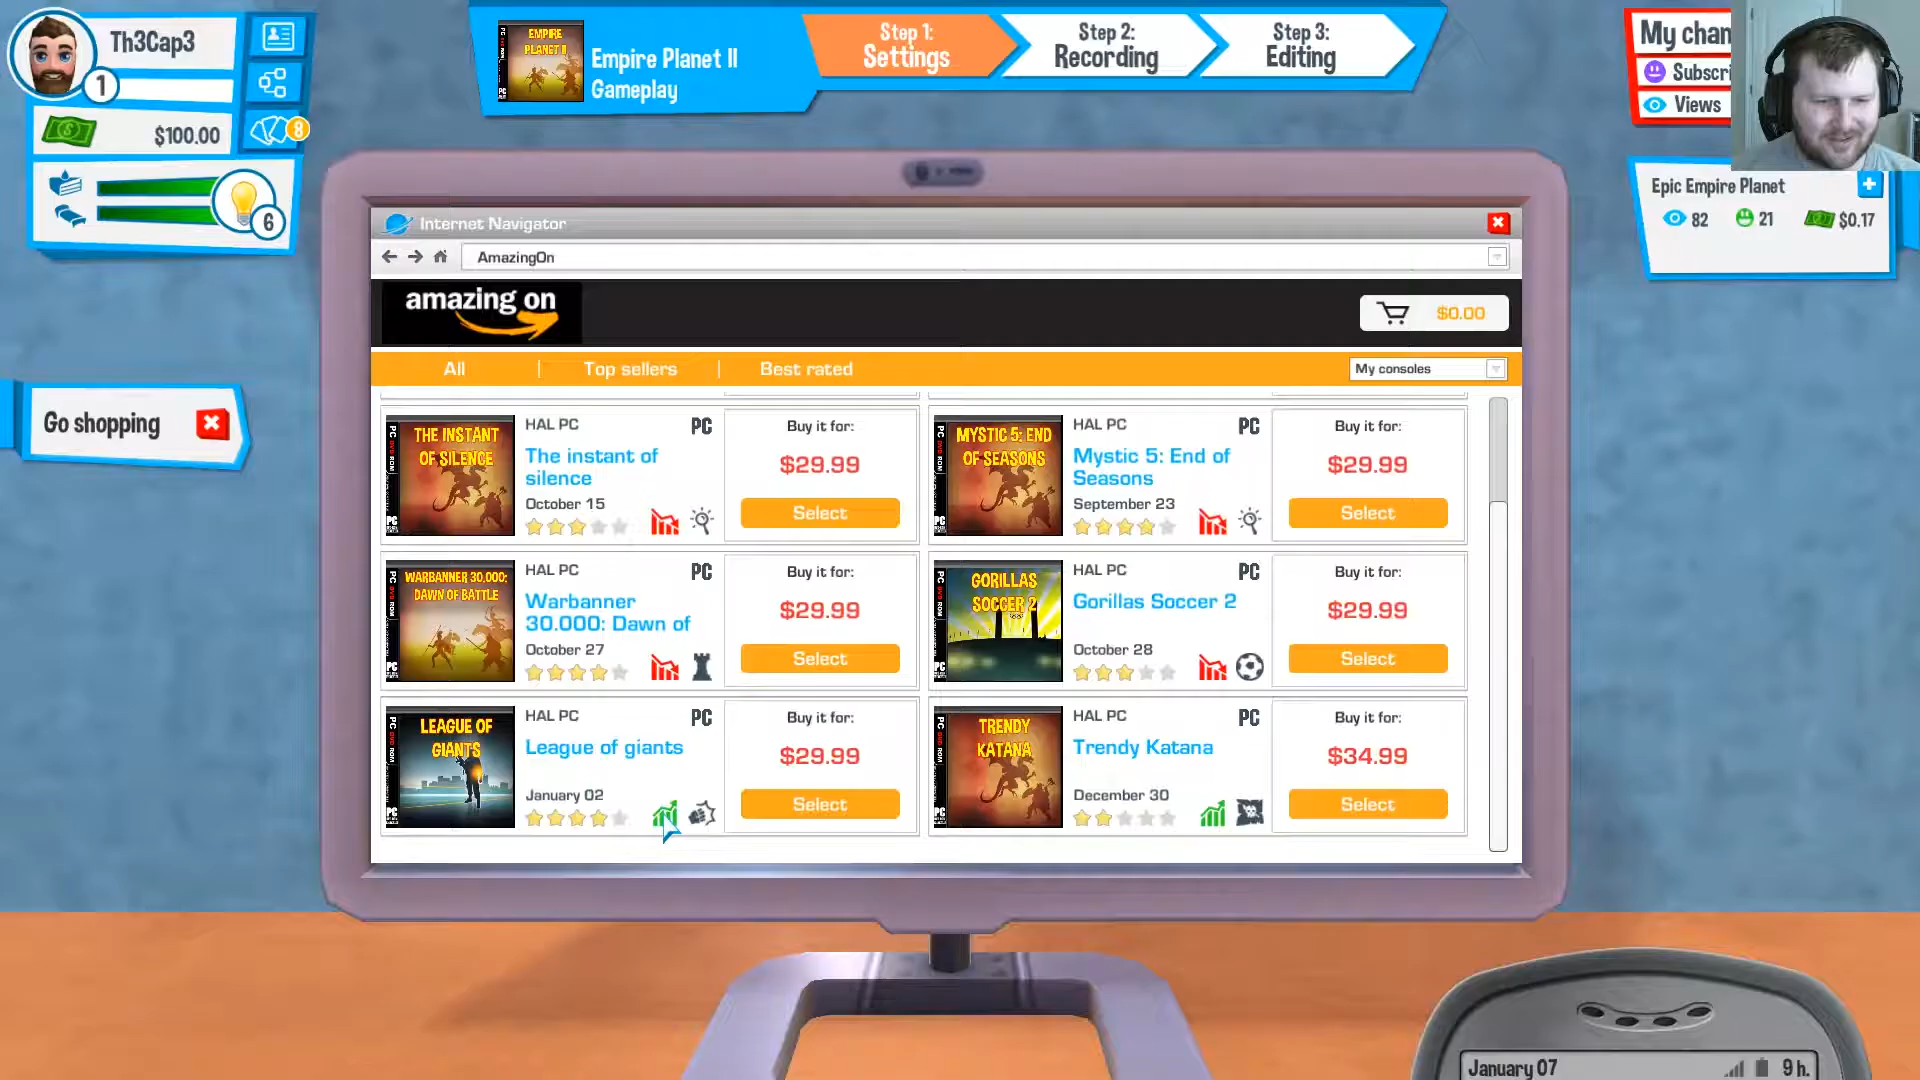 Th3Cap3
1
$100.00
8
6
EMPIRE
PLANET II
Empire Planet II
Gameplay
Step 1:
Settings
Step 2:
Recording
Step 3:
Editing
My chan
Subscri
Views
Epic Empire Planet
82
21
$0.17
Go shopping
Internet Navigator
AmazingOn
amazing on
$0.00
All
Top sellers
Best rated
My consoles
THE INSTANT
OF SILENCE
HAL PC
PC
The instant of
silence
October 15
Buy it for:
$29.99
Select
MYSTIC 5: END
OF SEASONS
HAL PC
PC
Mystic 5: End of
Seasons
September 23
Buy it for:
$29.99
Select
WARBANNER 30,000:
DAWN OF BATTLE
HAL PC
PC
Warbanner
30.000: Dawn of
October 27
Buy it for:
$29.99
Select
GORILLAS
SOCCER 2
HAL PC
PC
Gorillas Soccer 2
October 28
Buy it for:
$29.99
Select
LEAGUE OF
GIANTS
HAL PC
PC
League of giants
January 02
Buy it for:
$29.99
Select
TRENDY
KATANA
HAL PC
PC
Trendy Katana
December 30
Buy it for:
$34.99
Select
January 07
9 h.